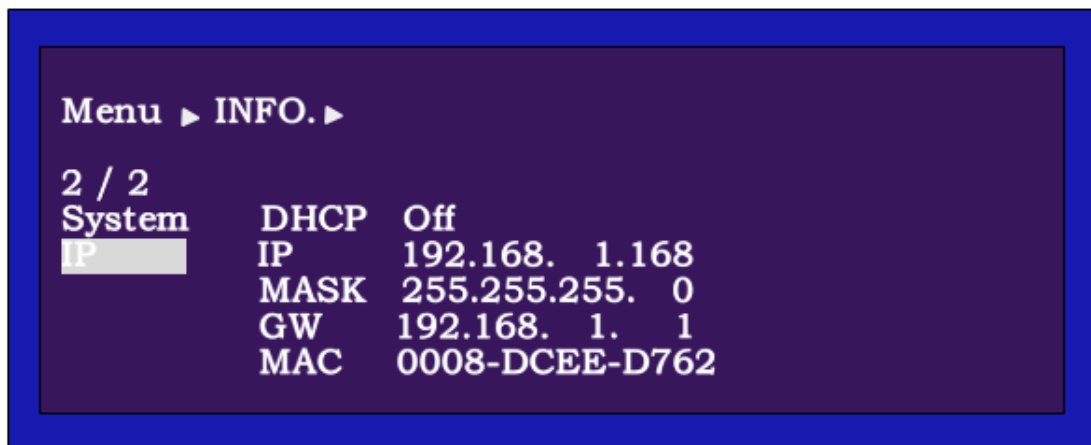 Menu ▶ INFO. ▶
2 / 2
System DHCP Off
IP IP 192.168. 1.168
MASK 255.255.255. 0
GW 192.168. 1. 1
MAC 0008-DCEE-D762